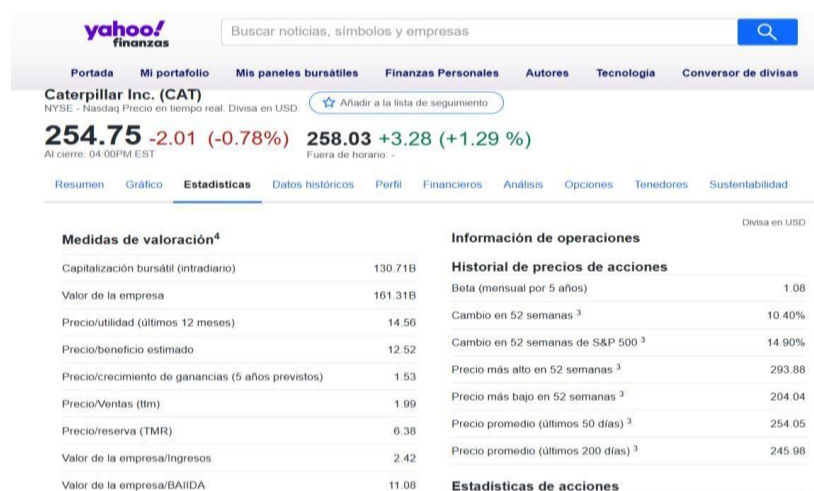 yahoo!
finanzas
Buscar noticias, símbolos y empresas
Portada Mi portafolio Mis paneles bursátiles Finanzas Personales Autores Tecnologia Conversor de divisas
Caterpillar Inc. (CAT)
NYSE - Nasdaq Precio en tiempo real. Divisa en USD. Añadir a la lista de seguimiento
254.75 -2.01 (-0.78%) 258.03 +3.28 (+1.29 %)
Al cierre: 04:00PM EST Fuera de horario: -
Resumen Gráfico Estadísticas Datos históricos Perfil Financieros Análisis Opciones Tenedores Sustentabilidad
Divisa en USD
Medidas de valoración4
Capitalización bursátil (intradiario) 130.71B
Valor de la empresa 161.31B
Precio/utilidad (últimos 12 meses) 14.56
Precio/beneficio estimado 12.52
Precio/crecimiento de ganancias (5 años previstos) 1.53
Precio/Ventas (ttm) 1.99
Precio/reserva (TMR) 6.38
Valor de la empresa/Ingresos 2.42
Valor de la empresa/BAIIDA 11.08
Información de operaciones
Historial de precios de acciones
Beta (mensual por 5 años) 1.08
Cambio en 52 semanas 3 10.40%
Cambio en 52 semanas de S&P 500 3 14.90%
Precio más alto en 52 semanas 3 293.88
Precio más bajo en 52 semanas 3 204.04
Precio promedio (últimos 50 días) 3 254.05
Precio promedio (últimos 200 días) 3 245.98
Estadísticas de acciones